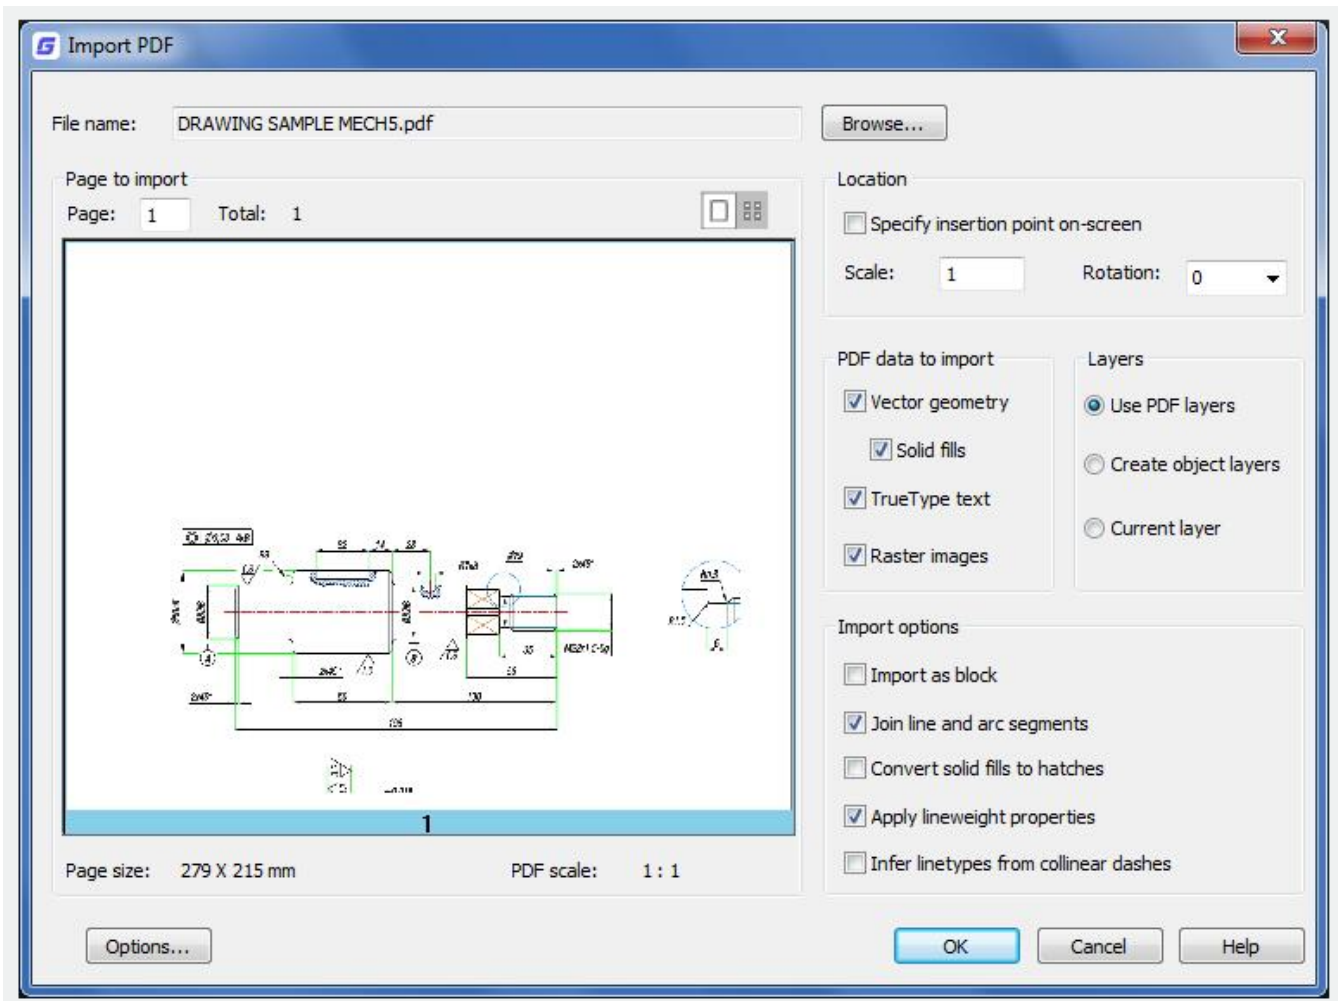 Import PDF
File name: DRAWING SAMPLE MECH5.pdf Browse...
Page to import
Page: 1 Total: 1
Location
Specify insertion point on-screen
Scale: 1 Rotation: 0
PDF data to import
Vector geometry
Solid fills
TrueType text
Raster images
Layers
Use PDF layers
Create object layers
Current layer
Import options
Import as block
Join line and arc segments
Convert solid fills to hatches
Apply lineweight properties
Infer linetypes from collinear dashes
1
Page size: 279 X 215 mm PDF scale: 1 : 1
Options... OK Cancel Help